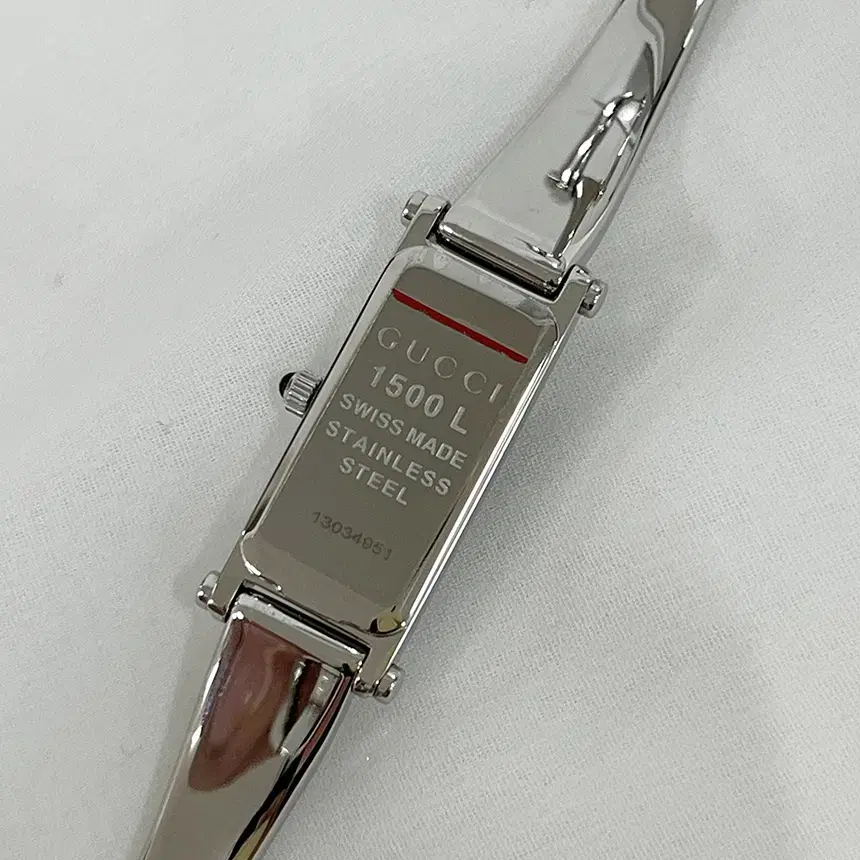 GUCCI
1500 L
SWISS MADE
STAINLESS
STEEL
13034951